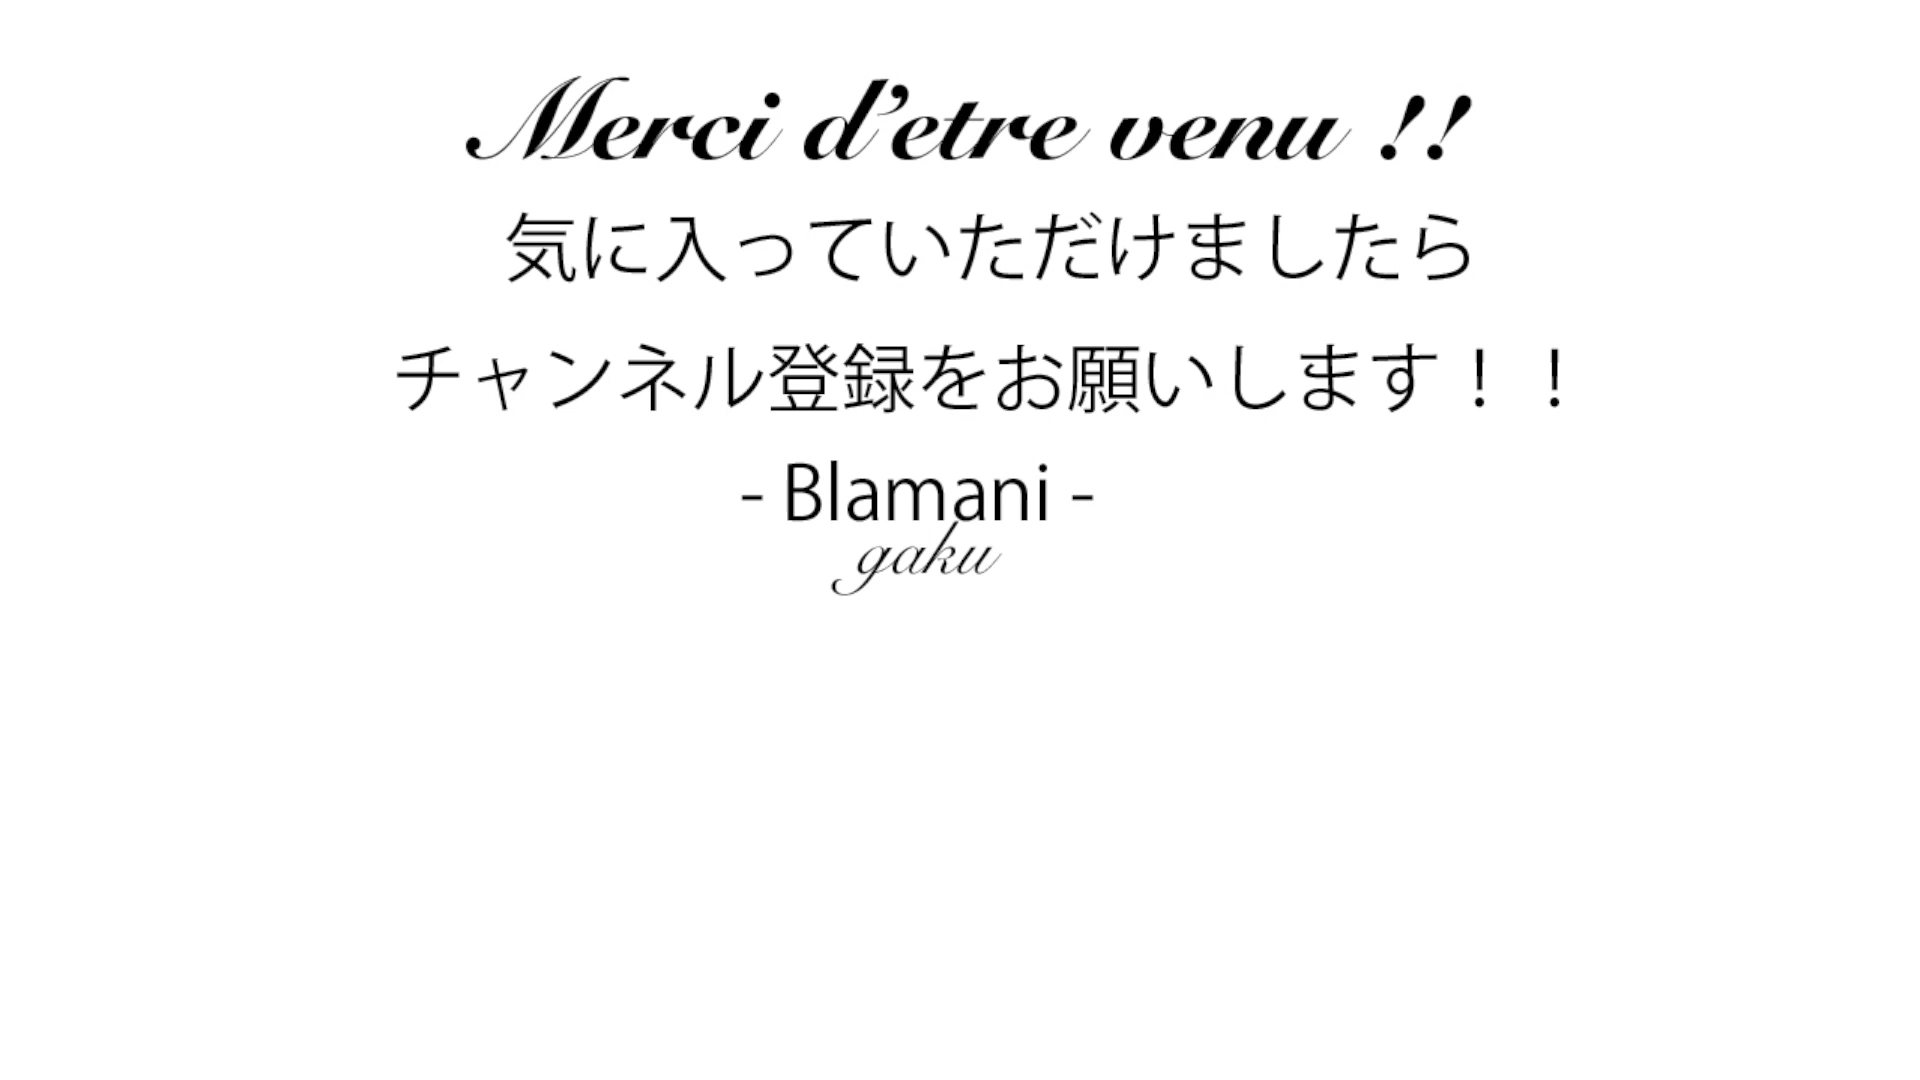 Merci d’etre venu !!
気に入っていただけましたら
チャンネル登録をお願いします！！
- Blamani -
gaku